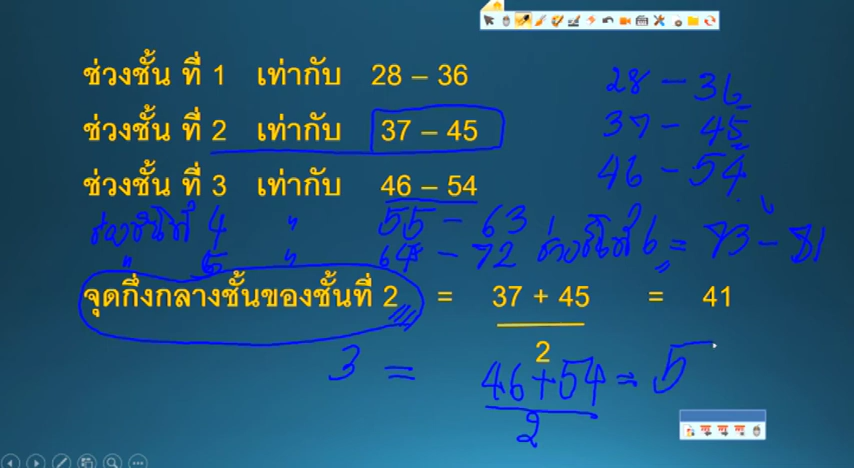 ช่วงชั้น ที่ 1 เท่ากับ 28 – 36 28 – 36
ช่วงชั้น ที่ 2 เท่ากับ 37 – 45 37 – 45
ช่วงชั้น ที่ 3 เท่ากับ 46 – 54 46 – 54
ช่วงชั้นที่ 4 " 55 – 63
" 5 " 64 – 72 ช่วงชั้นที่ 6 = 73 – 81
จุดกึ่งกลางชั้นของชั้นที่ 2 = 37 + 45 = 41
2
3 = 46+54 = 5
2